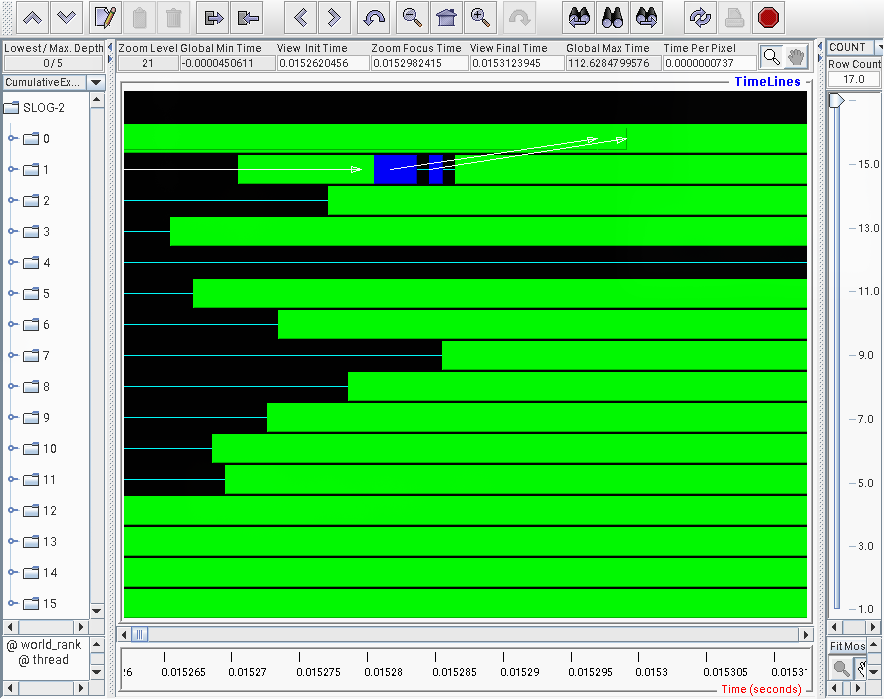 Lowest / Max. Depth
0 / 5
Zoom Level
21
Global Min Time
-0.0000450611
View Init Time
0.0152620456
Zoom Focus Time
0.0152982415
View Final Time
0.0153123945
Global Max Time
112.6284799576
Time Per Pixel
0.0000000737
COUNT
Row Count
17.0
CumulativeEx...
TimeLines
SLOG-2
0
1
2
3
4
5
6
7
8
9
10
11
12
13
14
15
15.0
13.0
11.0
9.0
7.0
5.0
3.0
1.0
@ world_rank
@ thread
Fit Mos
0.015265
0.01527
0.015275
0.01528
0.015285
0.01529
0.015295
0.0153
0.015305
Time (seconds)